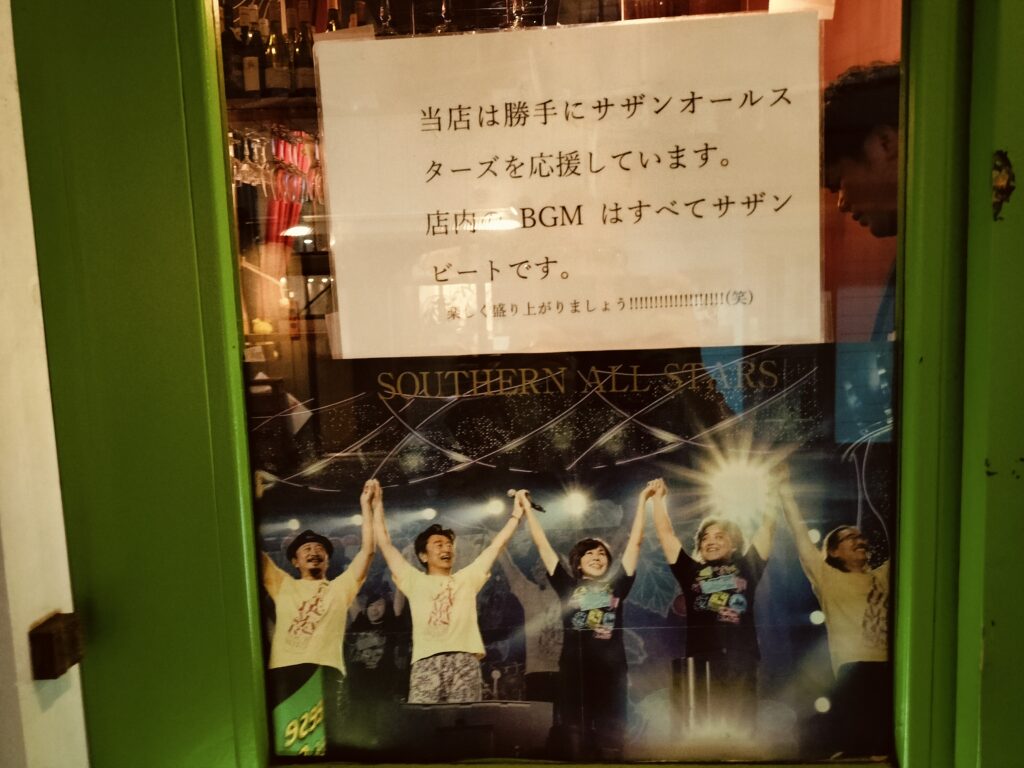 当店は勝手にサザンオールス
ターズを応援しています。
店内の BGM はすべてサザン
ビートです。
楽しく盛り上がりましょう!!!!!!!!!!!!!!!!!!!(笑)
SOUTHERN ALL STARS